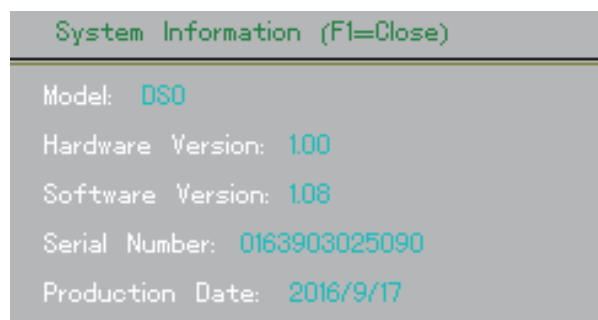 System Information (F1=Close)
Model: DSO
Hardware Version: 1.00
Software Version: 1.08
Serial Number: 0163903025090
Production Date: 2016/9/17